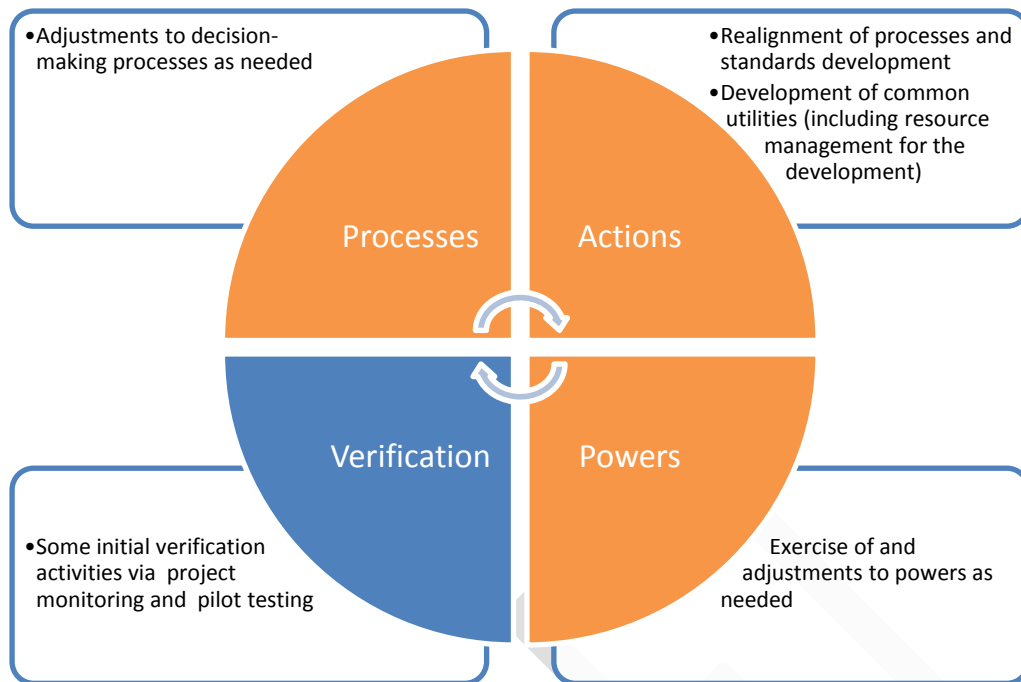 •Adjustments to decision-
making processes as needed
•Realignment of processes and
standards development
•Development of common
utilities (including resource
management for the
development)
Processes
Actions
Verification
Powers
•Some initial verification
activities via project
monitoring and pilot testing
Exercise of and
adjustments to powers as
needed